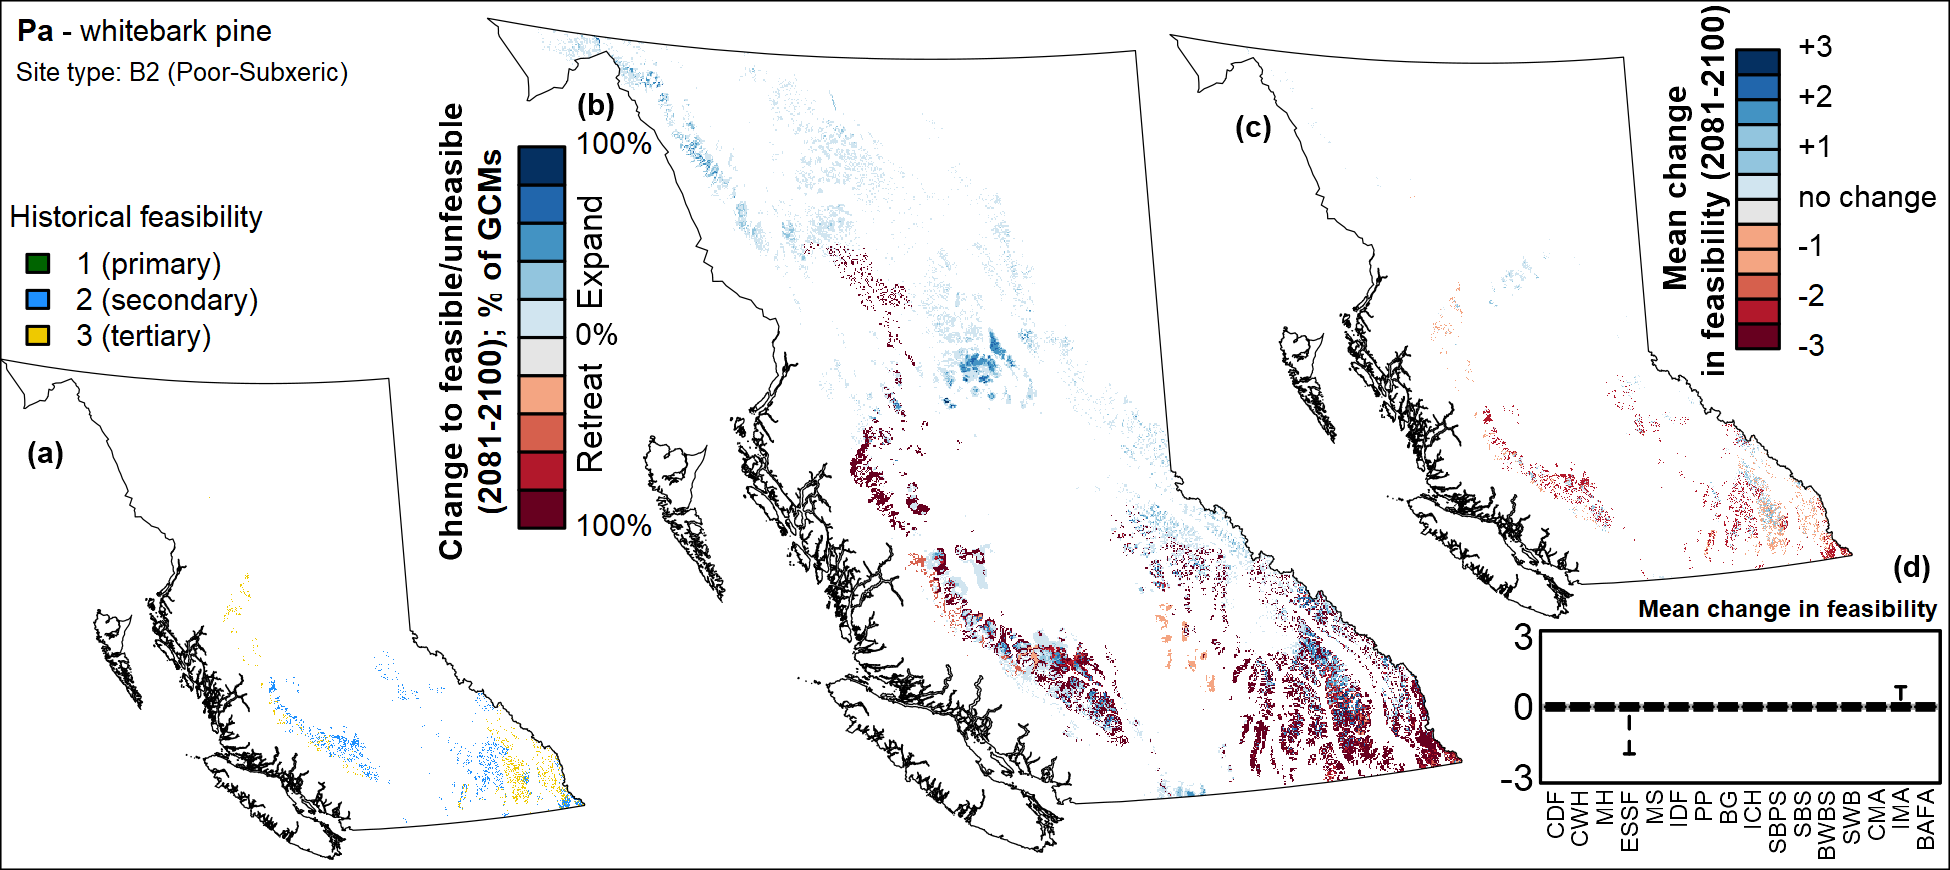 Pa - whitebark pine
Site type: B2 (Poor-Subxeric)
Historical feasibility
1 (primary)
2 (secondary)
3 (tertiary)
(a)
Change to feasible/unfeasible
(2081-2100); % of GCMs
100%
Expand
0%
Retreat
100%
(b)
(c)
Mean change
in feasibility (2081-2100)
+3
+2
+1
no change
-1
-2
-3
(d)
Mean change in feasibility
3
0
-3
CDF
CWH
MH
ESSF
MS
IDF
PP
BG
ICH
SBPS
SBS
BWBS
SWB
CMA
IMA
BAFA